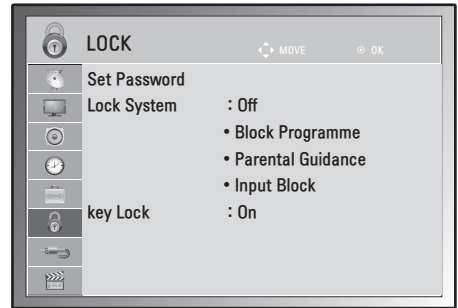 LOCK
MOVE
OK
Set Password
Lock System : Off
• Block Programme
• Parental Guidance
• Input Block
key Lock : On